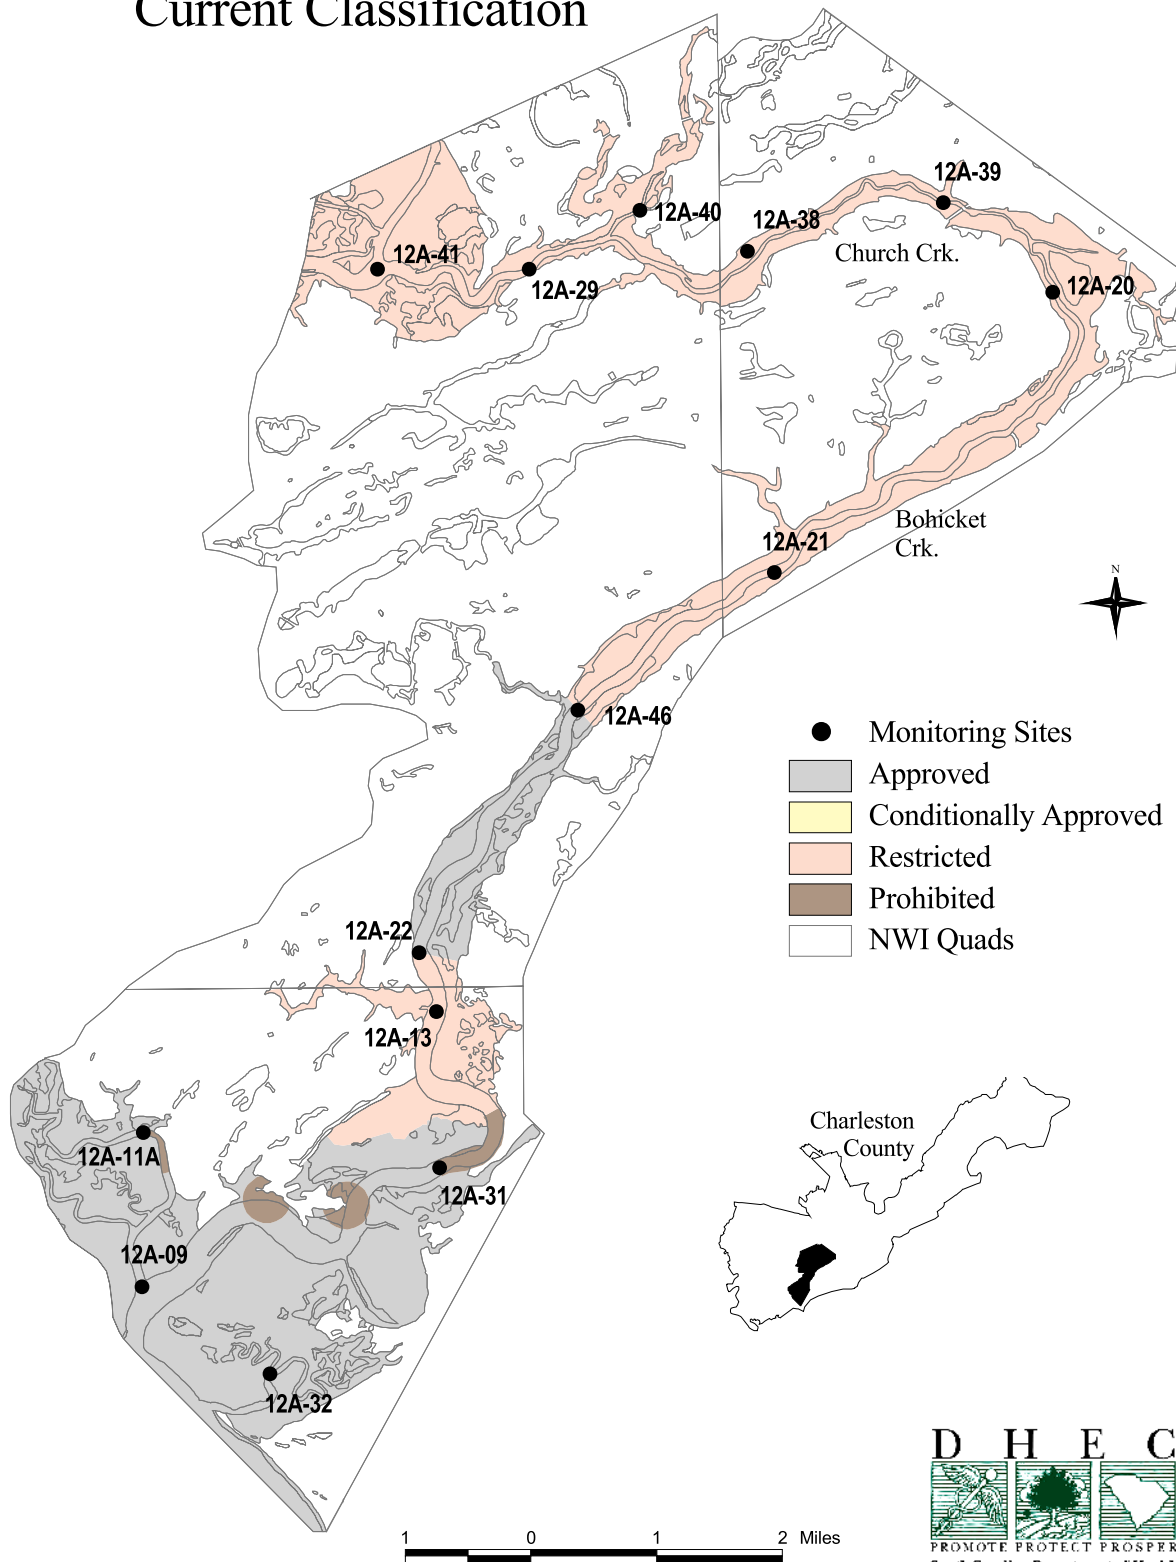 Current Classification
12A-39
12A-40
12A-38
12A-41
Church Crk.
12A-20
12A-29
Bohicket
Crk.
12A-21
N
12A-46
Monitoring Sites
Approved
Conditionally Approved
Restricted
Prohibited
NWI Quads
12A-22
12A-13
Charleston
County
12A-11A
12A-31
12A-09
12A-32
D H E C
1 0 1 2 Miles
PROMOTE PROTECT PROSPE